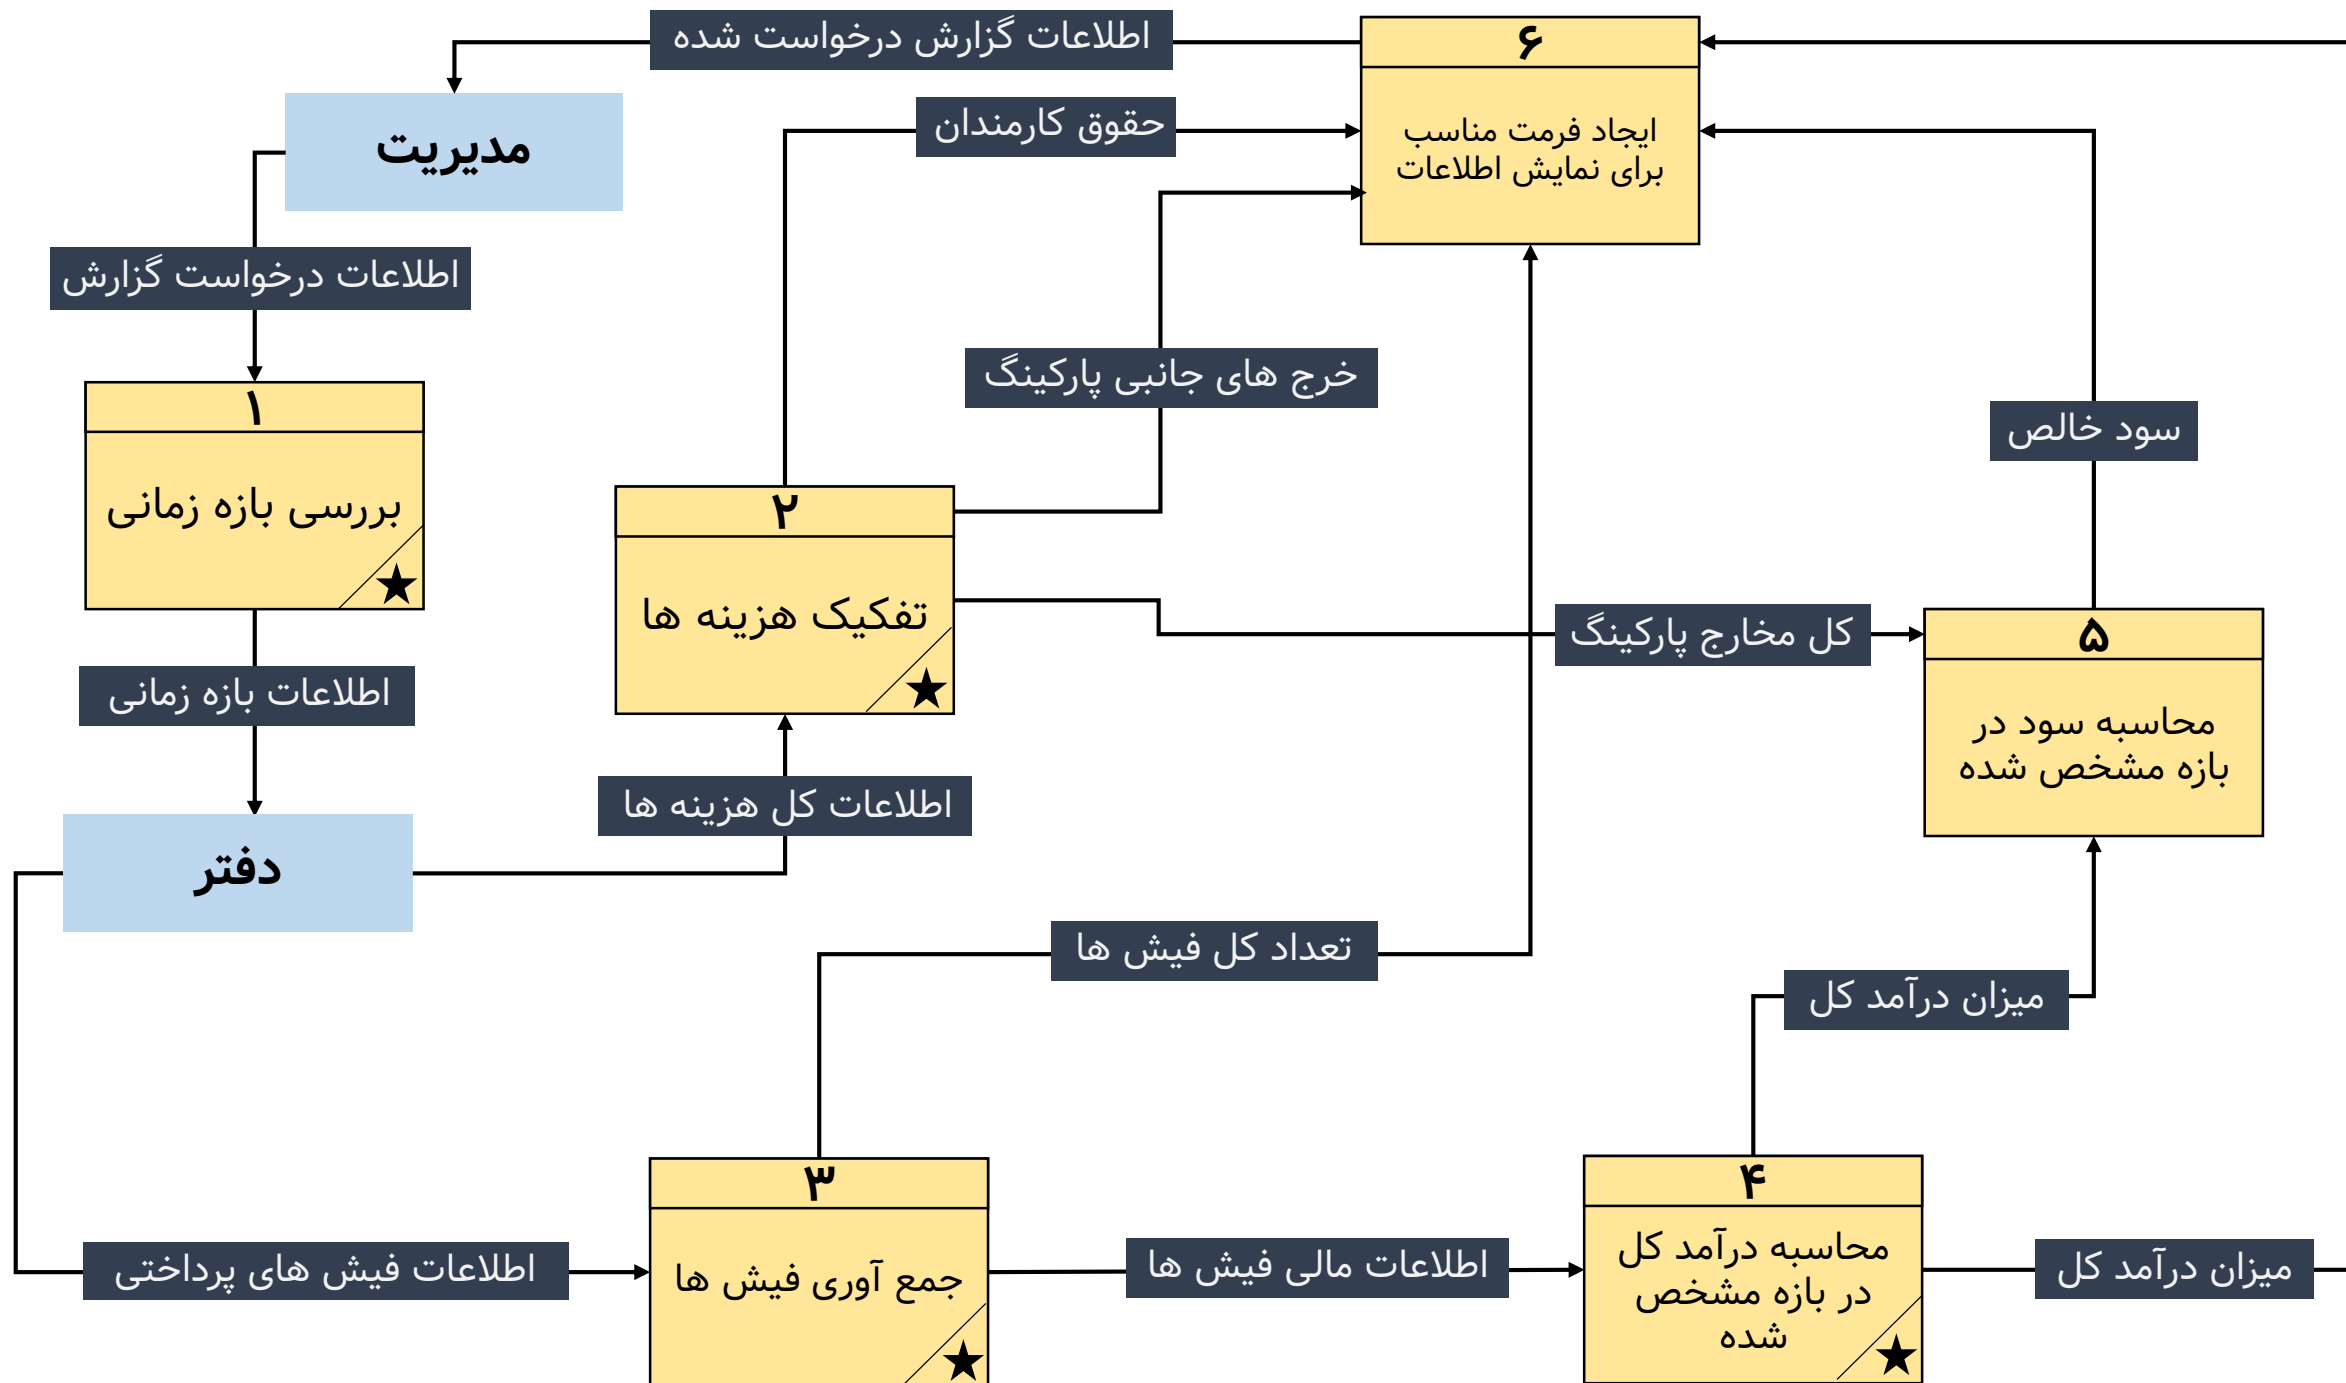 اطلاعات گزارش درخواست شده
۶
ایجاد فرمت مناسب
برای نمایش اطلاعات
حقوق کارمندان
مدیریت
اطلاعات درخواست گزارش
خرج های جانبی پارکینگ
سود خالص
۱
بررسی بازه زمانی
۲
تفکیک هزینه ها
کل مخارج پارکینگ
۵
محاسبه سود در
بازه مشخص شده
اطلاعات بازه زمانی
اطلاعات کل هزینه ها
دفتر
تعداد کل فیش ها
میزان درآمد کل
۳
جمع آوری فیش ها
۴
محاسبه درآمد کل
در بازه مشخص
شده
اطلاعات فیش های پرداختی
اطلاعات مالی فیش ها
میزان درآمد کل